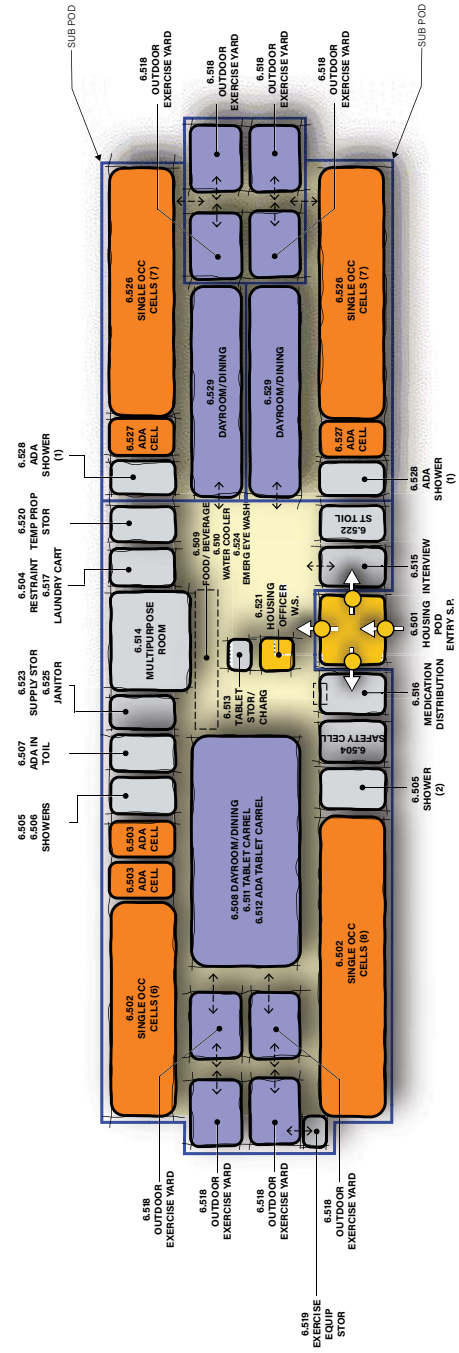 SUB POD
SUB POD
6.518
OUTDOOR
EXERCISE YARD
6.518
OUTDOOR
EXERCISE YARD
6.518
OUTDOOR
EXERCISE YARD
6.518
OUTDOOR
EXERCISE YARD
6.526
SINGLE OCC
CELLS (7)
6.526
SINGLE OCC
CELLS (7)
6.529
DAYROOM/DINING
6.529
DAYROOM/DINING
6.527
ADA
CELL
6.527
ADA
CELL
6.528
ADA
SHOWER
(1)
6.528
ADA
SHOWER
(1)
6.520
TEMP PROP
STOR
6.522
ST TOIL
6.504
RESTRAINT
6.517
LAUNDRY CART
6.509
FOOD/ BEVERAGE
6.510
WATER COOLER
6.524
EMERG EYE WASH
6.515
INTERVIEW
6.514
MULTIPURPOSE
ROOM
6.521
HOUSING
OFFICER
W.S.
6.501
HOUSING
POD
ENTRY S.P.
6.523
SUPPLY STOR
6.525
JANITOR
6.513
TABLET
STOR/
CHARG
6.516
MEDICATION
DISTRIBUTION
6.507
ADA IN
TOIL
6.504
SAFETY CELL
6.505
6.506
SHOWERS
6.505
SHOWER
(2)
6.503
ADA
CELL
6.503
ADA
CELL
6.508 DAYROOM/DINING
6.511 TABLET CARREL
6.512 ADA TABLET CARREL
6.502
SINGLE OCC
CELLS (6)
6.502
SINGLE OCC
CELLS (8)
6.518
OUTDOOR
EXERCISE YARD
6.518
OUTDOOR
EXERCISE YARD
6.518
OUTDOOR
EXERCISE YARD
6.518
OUTDOOR
EXERCISE YARD
6.519
EXERCISE
EQUIP
STOR